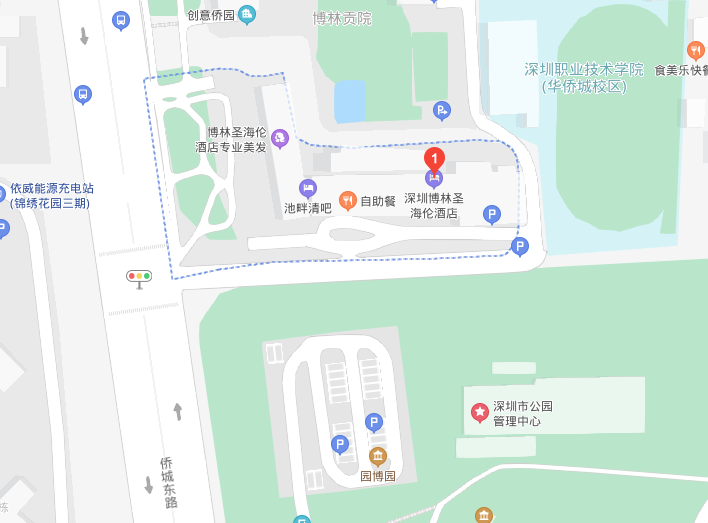 创意侨园
博林贡院
深圳职业技术学院
(华侨城校区)
食美乐快餐
P
博林圣海伦
酒店专业美发
1
依威能源充电站
(锦绣花园三期)
池畔清吧
自助餐
深圳博林圣
海伦酒店
P
P
P
深圳市公园
管理中心
P
P
园博园
侨城东路
栋